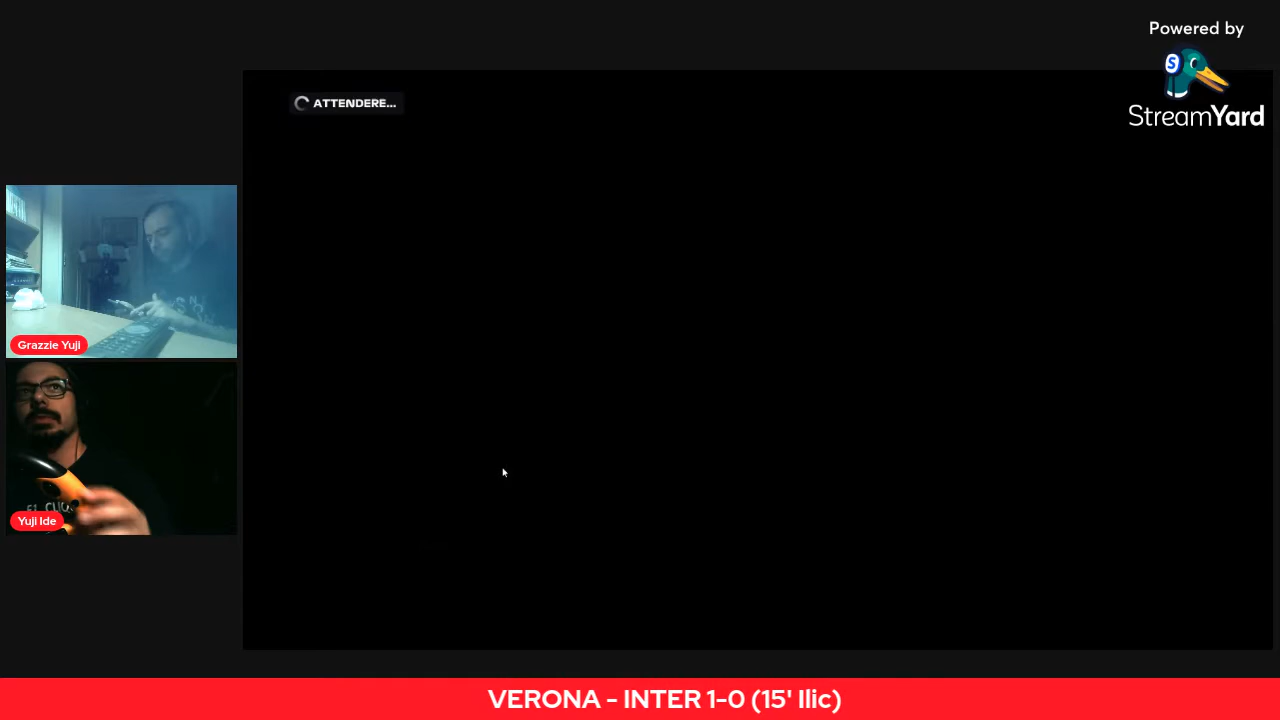 Powered by
S
StreamYard
ATTENDERE...
Grazzie Yuji
Yuji Ide
VERONA - INTER 1-0 (15' Ilic)